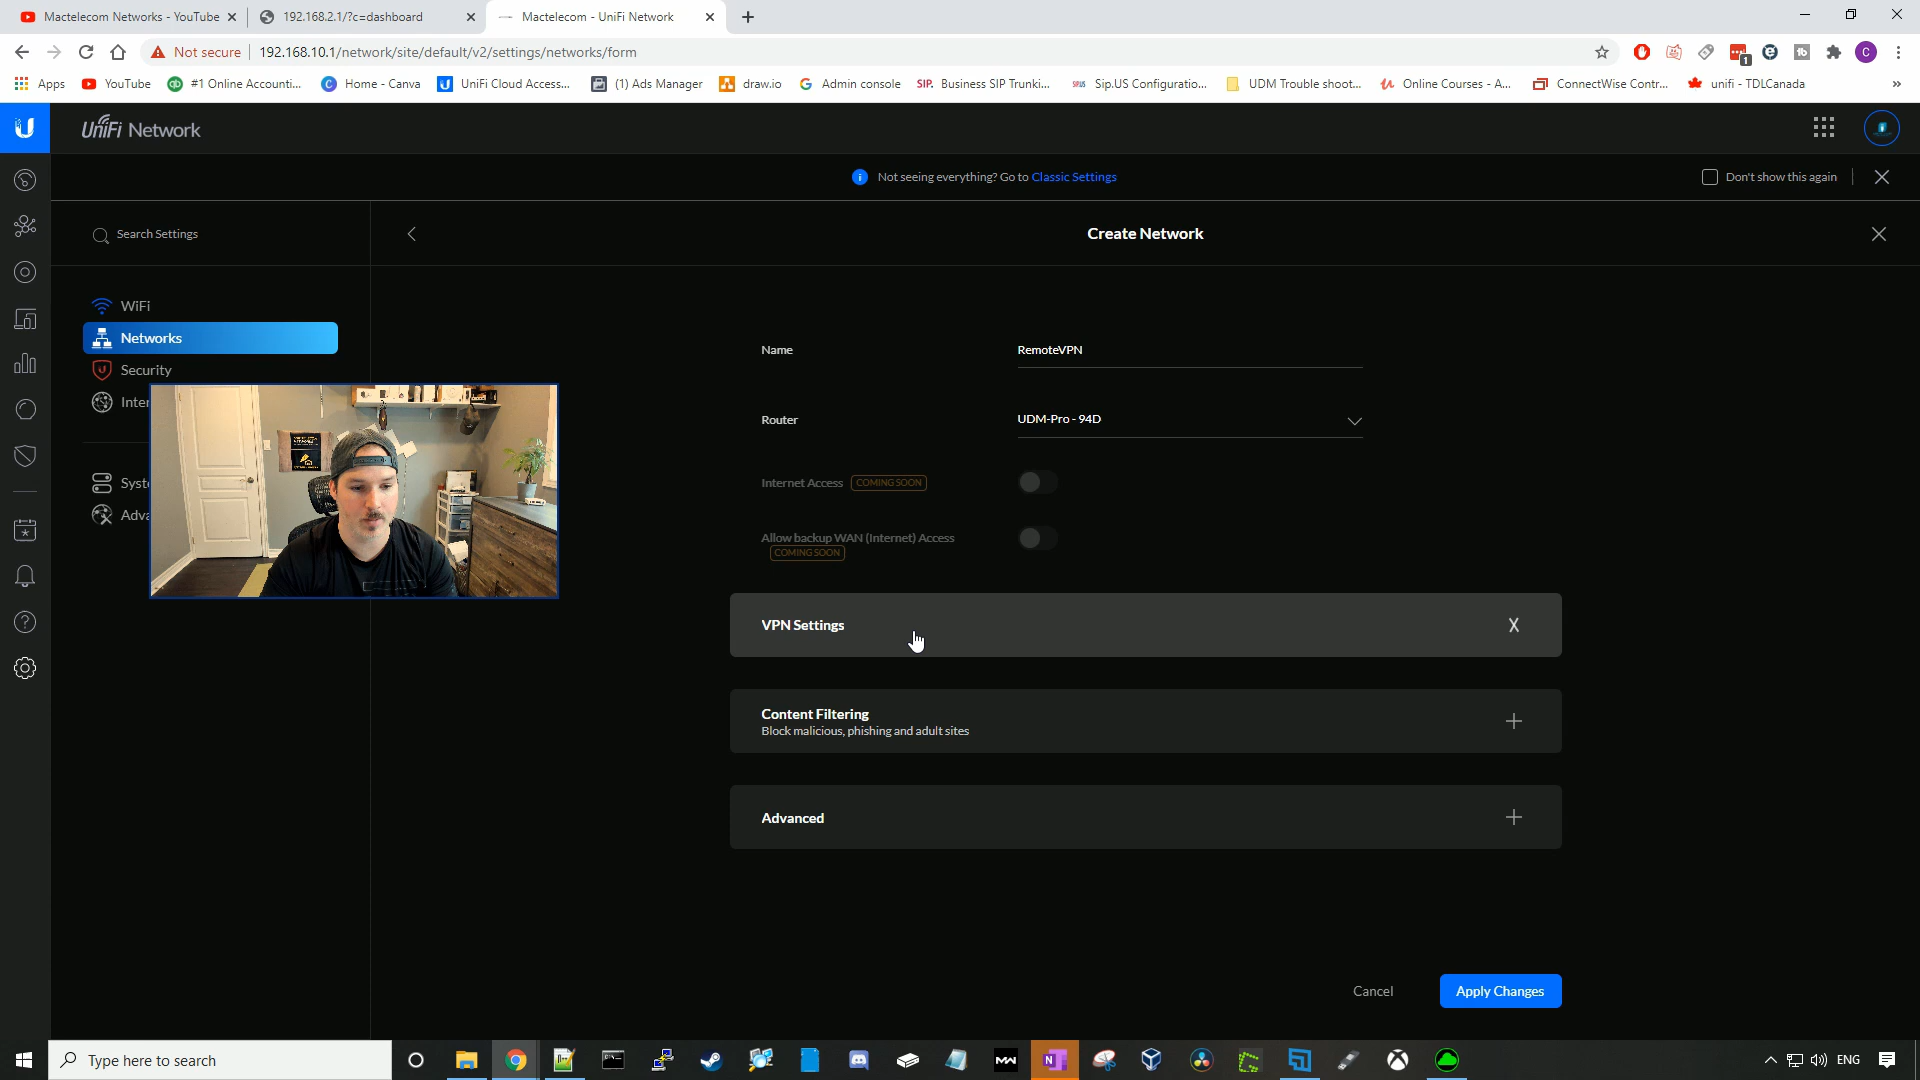 Mactelecom Networks - YouTube
192.168.2.1/?c=dashboard
Mactelecom - UniFi Network
Not secure
192.168.10.1/network/site/default/v2/settings/networks/form
1
C
Apps
YouTube
#1 Online Accounti...
Home - Canva
UniFi Cloud Access...
(1) Ads Manager
draw.io
Admin console
SIP. Business SIP Trunki...
Sip.US Configuratio...
UDM Trouble shoot...
Online Courses - A...
ConnectWise Contr...
unifi - TDLCanada
»
UniFi Network
Not seeing everything? Go to Classic Settings
Don't show this again
Search Settings
Create Network
WiFi
Networks
Security
Inter
Syst
Adva
Name
RemoteVPN
Router
UDM-Pro - 94D
Internet Access COMING SOON
Allow backup WAN (Internet) Access
COMING SOON
VPN Settings
X
Content Filtering
Block malicious, phishing and adult sites
Advanced
Cancel
Apply Changes
Type here to search
ENG